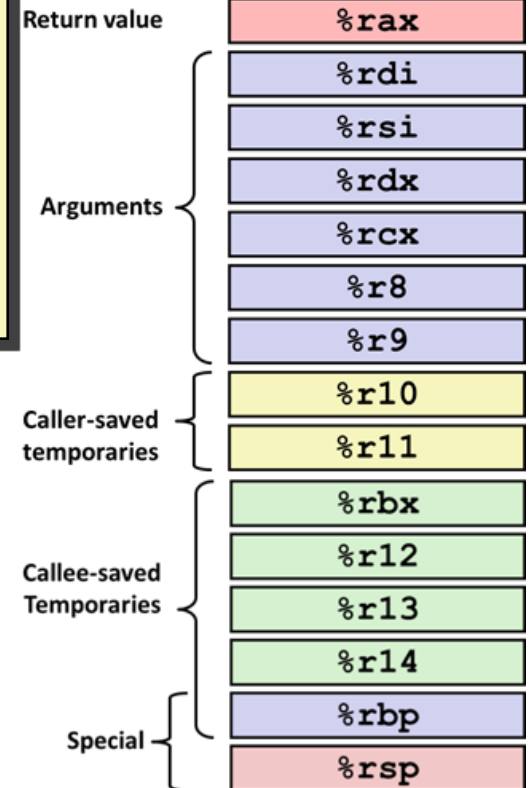 Return value
%rax
Arguments
%rdi
%rsi
%rdx
%rcx
%r8
%r9
Caller-saved
temporaries
%r10
%r11
Callee-saved
Temporaries
%rbx
%r12
%r13
%r14
Special
%rbp
%rsp